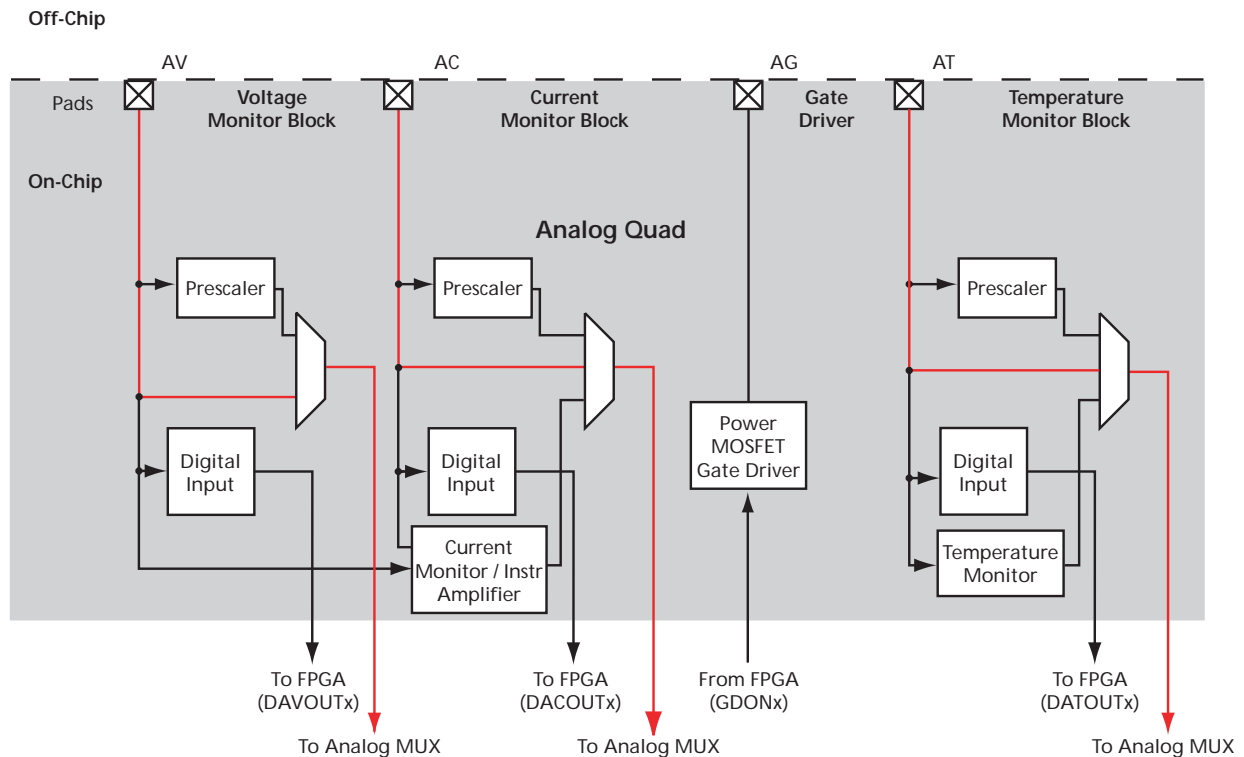 Off-Chip
AV
AC
AG
AT
Pads
Voltage
Monitor Block
Current
Monitor Block
Gate
Driver
Temperature
Monitor Block
On-Chip
Analog Quad
Prescaler
Prescaler
Prescaler
Power
MOSFET
Gate Driver
Digital
Input
Digital
Input
Digital
Input
Current
Monitor / Instr
Amplifier
Temperature
Monitor
To FPGA
(DAVOUTx)
To FPGA
(DACOUTx)
From FPGA
(GDONx)
To FPGA
(DATOUTx)
To Analog MUX
To Analog MUX
To Analog MUX